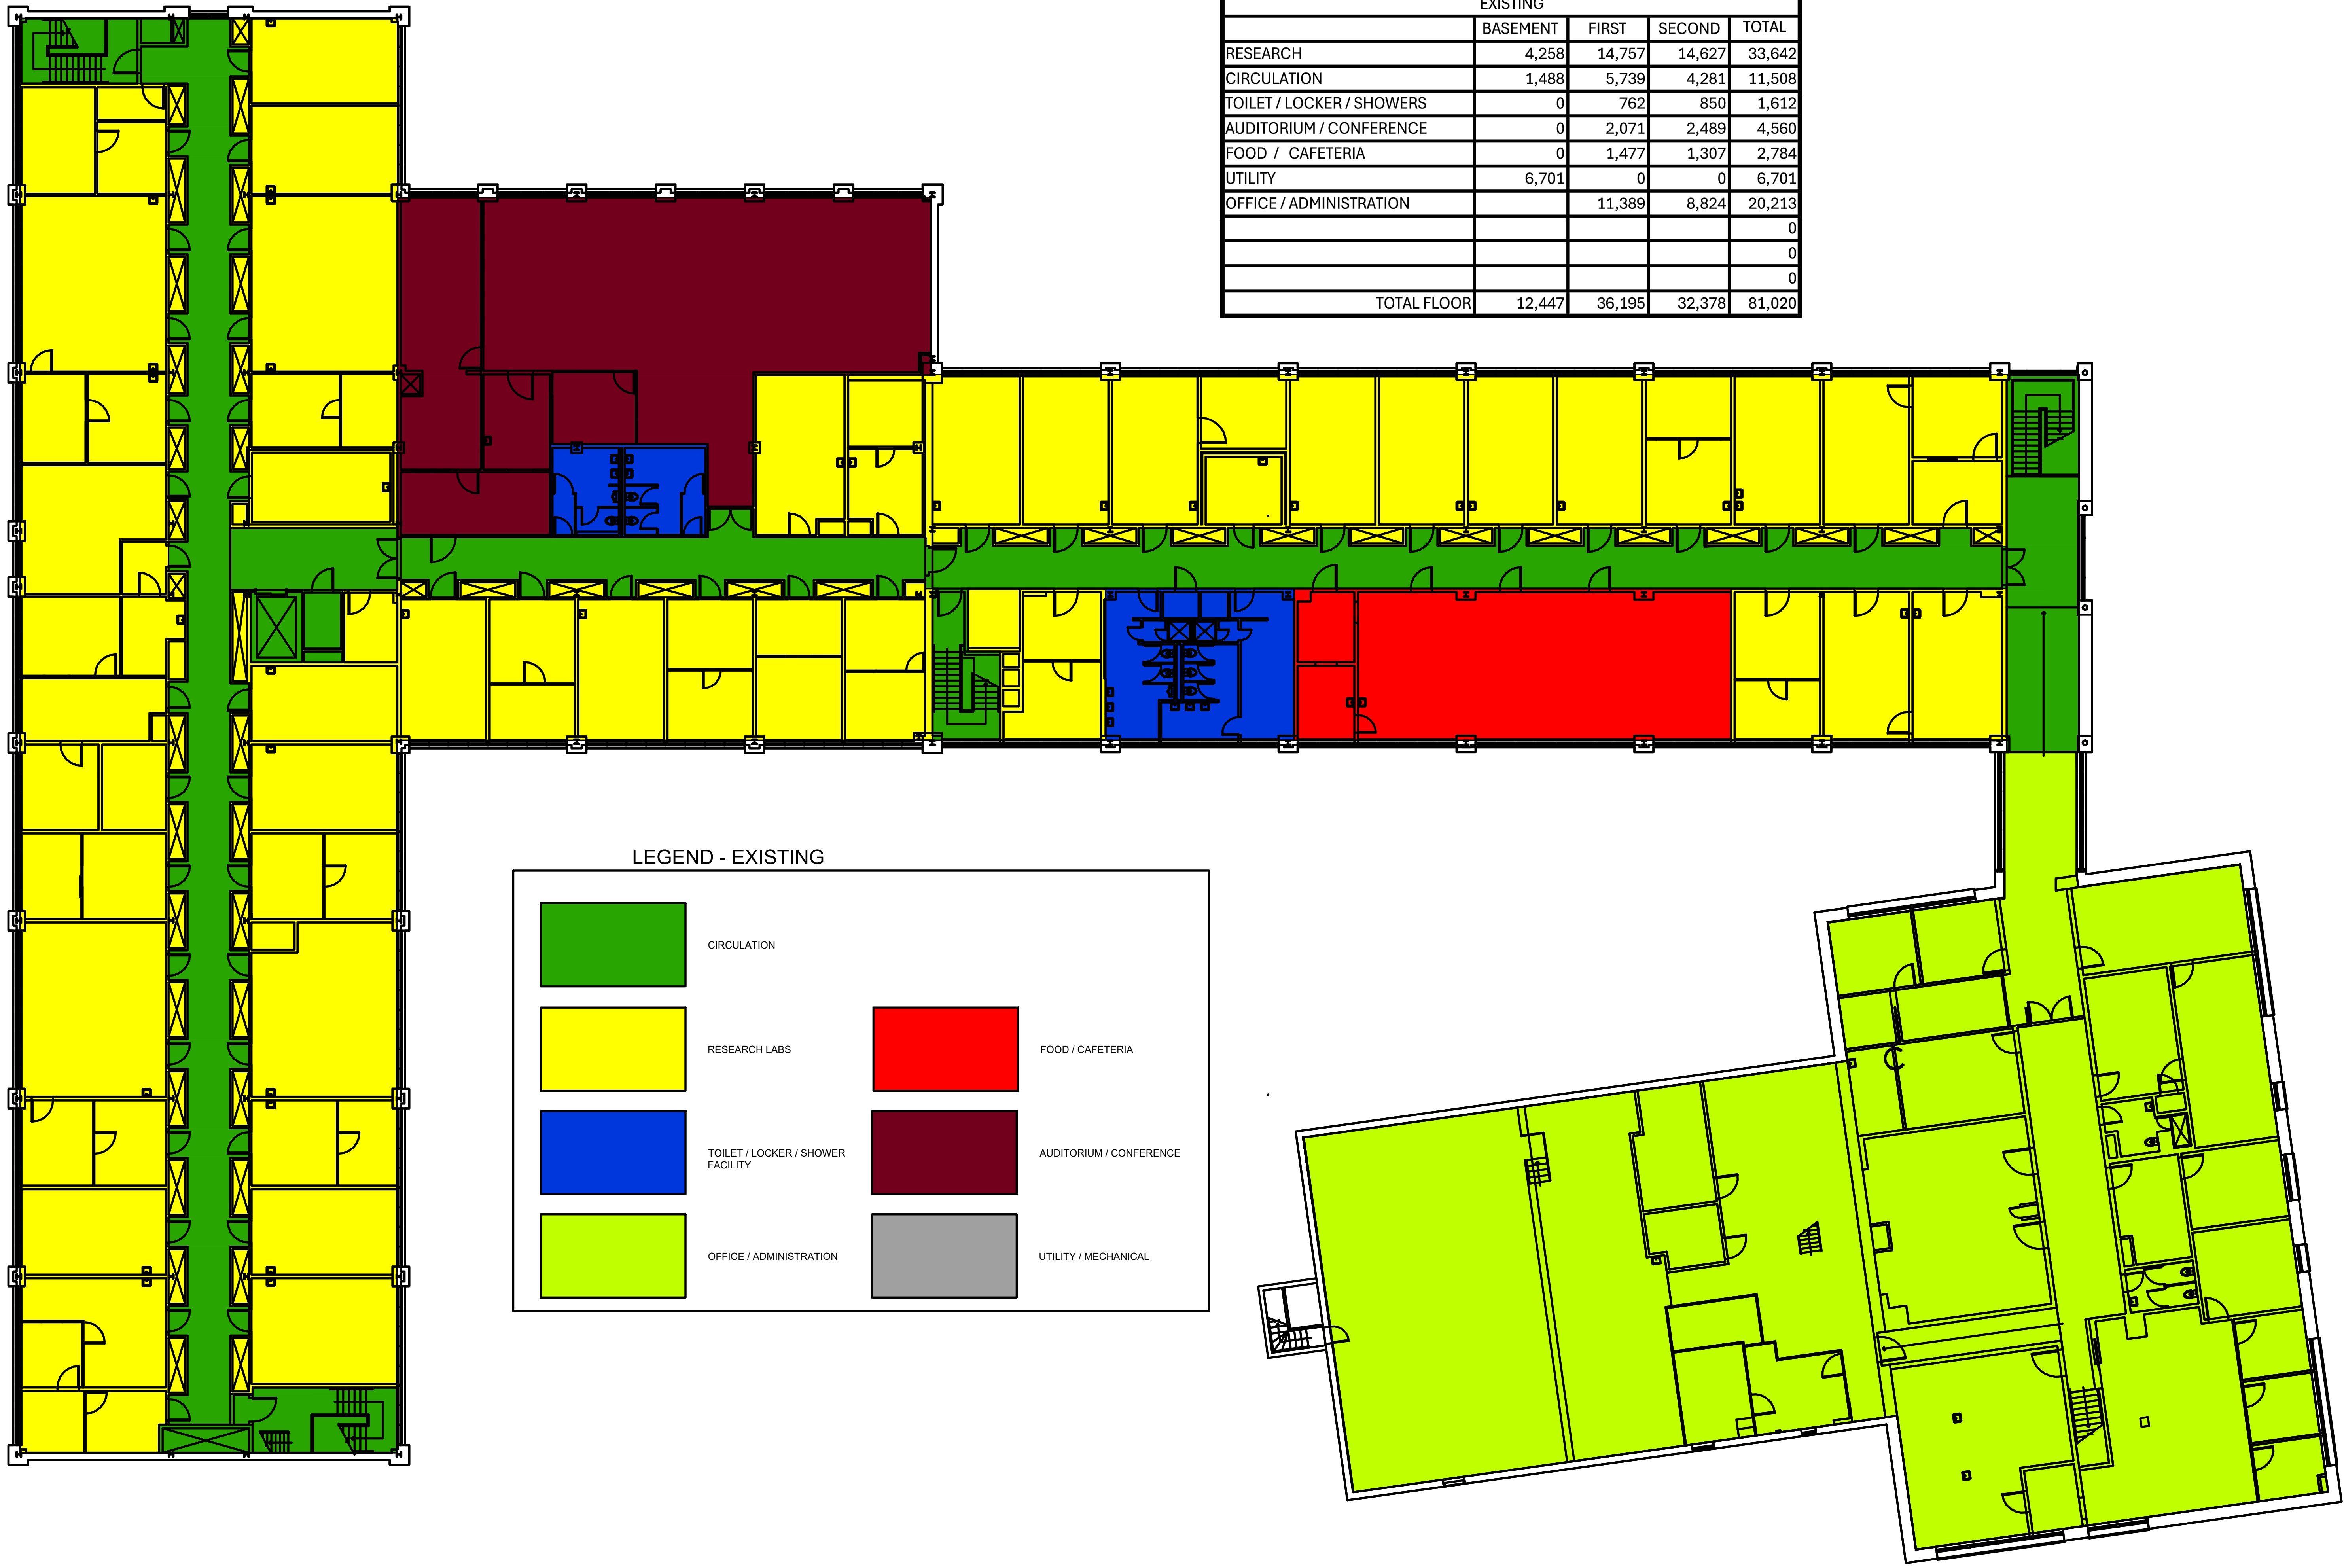 EXISTING
BASEMENT FIRST SECOND TOTAL
RESEARCH 4,258 14,757 14,627 33,642
CIRCULATION 1,488 5,739 4,281 11,508
TOILET / LOCKER / SHOWERS 0 762 850 1,612
AUDITORIUM / CONFERENCE 0 2,071 2,489 4,560
FOOD / CAFETERIA 0 1,477 1,307 2,784
UTILITY 6,701 0 0 6,701
OFFICE / ADMINISTRATION 11,389 8,824 20,213
0
0
0
TOTAL FLOOR 12,447 36,195 32,378 81,020
LEGEND - EXISTING
CIRCULATION
RESEARCH LABS
FOOD / CAFETERIA
TOILET / LOCKER / SHOWER
FACILITY
AUDITORIUM / CONFERENCE
OFFICE / ADMINISTRATION
UTILITY / MECHANICAL